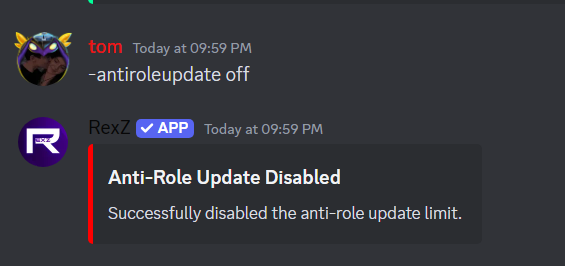 tom Today at 09:59 PM
-antiroleupdate off
RexZ ✓ APP Today at 09:59 PM
Anti-Role Update Disabled
Successfully disabled the anti-role update limit.